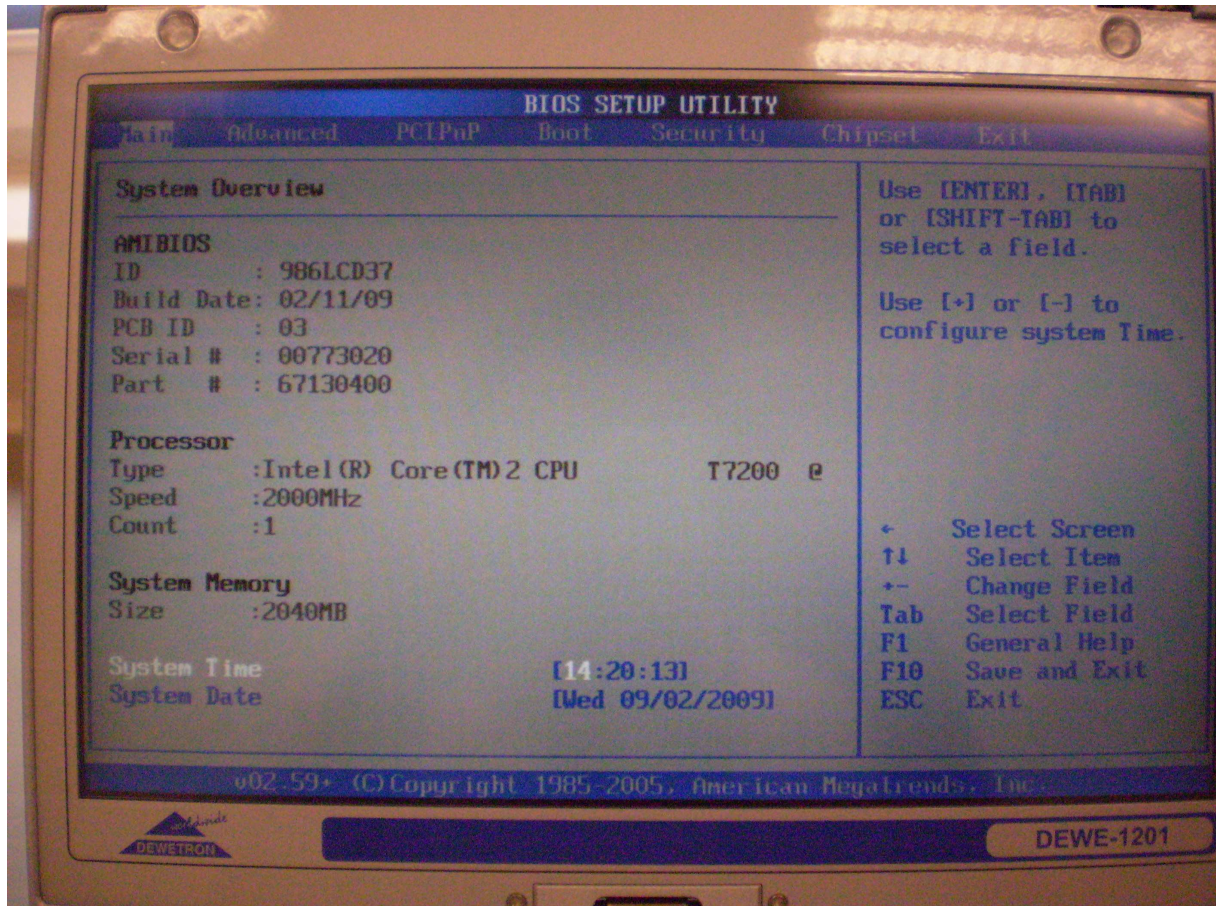 BIOS SETUP UTILITY
Main Advanced PCIPnP Boot Security Chipset Exit
System Overview
AMIBIOS
ID : 986LCD37
Build Date: 02/11/09
PCB ID : 03
Serial # : 00773020
Part # : 67130400
Processor
Type :Intel(R) Core(TM)2 CPU T7200 @
Speed :2000MHz
Count :1
System Memory
Size :2040MB
System Time [14:20:13]
System Date [Wed 09/02/2009]
Use [ENTER], [TAB]
or [SHIFT-TAB] to
select a field.
Use [+] or [-] to
configure system Time.
← Select Screen
↑↓ Select Item
+- Change Field
Tab Select Field
F1 General Help
F10 Save and Exit
ESC Exit
v02.59+ (C)Copyright 1985-2005, American Megatrends, Inc.
worldwide
DEWETRON
DEWE-1201